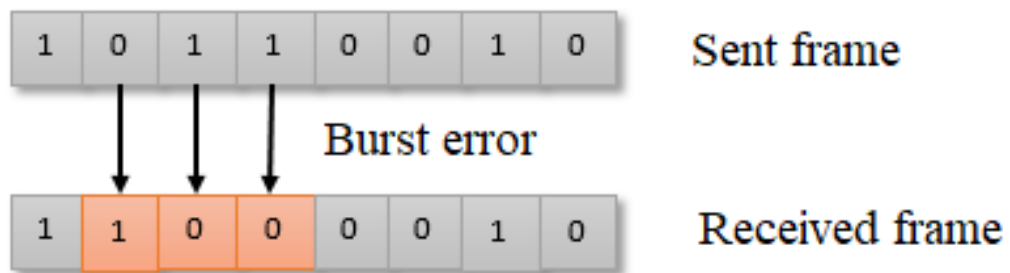 1 0 1 1 0 0 1 0 Sent frame
Burst error
1 1 0 0 0 0 1 0 Received frame